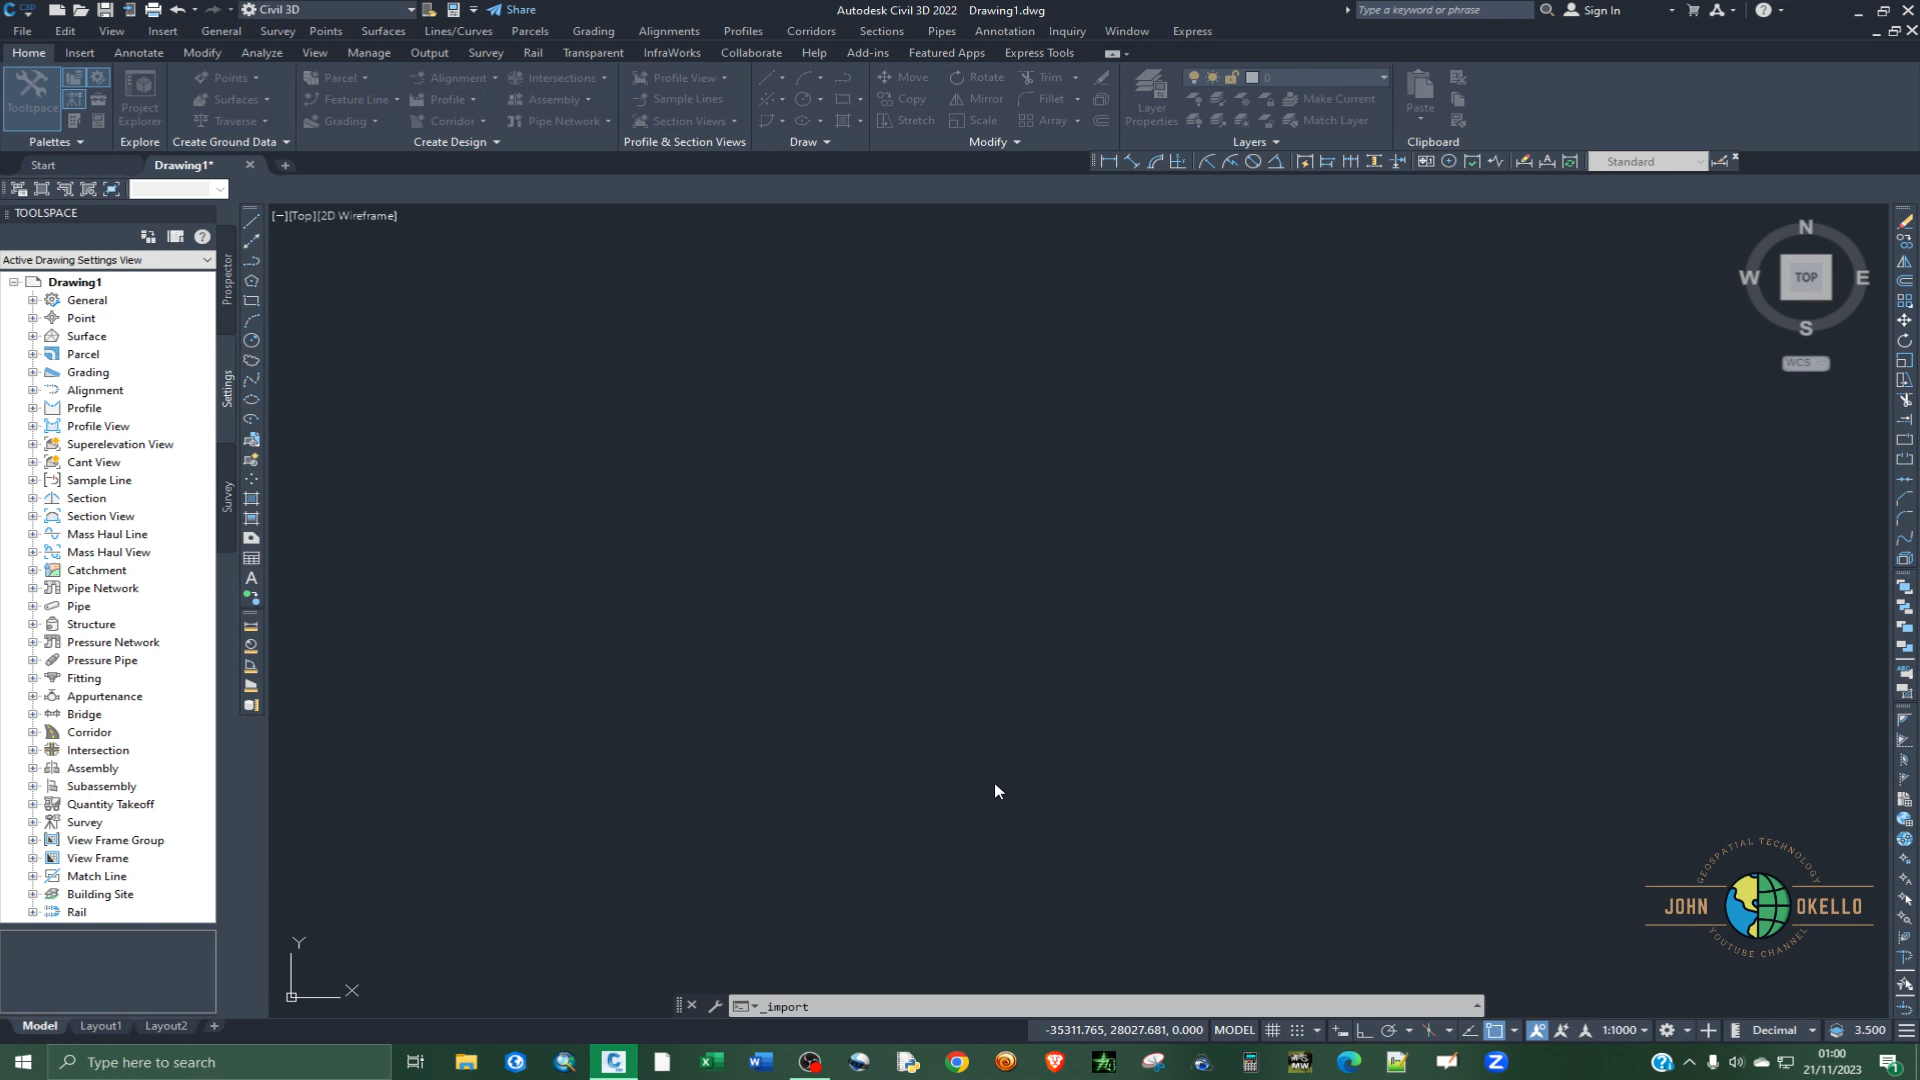 C3D
Civil 3D
Share
Autodesk Civil 3D 2022 Drawing1.dwg
Type a keyword or phrase
Sign In
File Edit View Insert General Survey Points Surfaces Lines/Curves Parcels Grading Alignments Profiles Corridors Sections Pipes Annotation Inquiry Window Express
Home Insert Annotate Modify Analyze View Manage Output Survey Rail Transparent InfraWorks Collaborate Help Add-ins Featured Apps Express Tools
Points Parcel Alignment Intersections Profile View Move Rotate Trim 0
Toolspace Project Explorer Surfaces Feature Line Profile Assembly Sample Lines Copy Mirror Fillet Layer Properties Make Current Paste
Traverse Grading Corridor Pipe Network Section Views Stretch Scale Array Match Layer
Palettes Explore Create Ground Data Create Design Profile & Section Views Draw Modify Layers Clipboard
Start Drawing1*
Standard
TOOLSPACE
[−][Top][2D Wireframe]
Active Drawing Settings View
Prospector
Settings
Survey
Drawing1
General
Point
Surface
Parcel
Grading
Alignment
Profile
Profile View
Superelevation View
Cant View
Sample Line
Section
Section View
Mass Haul Line
Mass Haul View
Catchment
Pipe Network
Pipe
Structure
Pressure Network
Pressure Pipe
Fitting
Appurtenance
Bridge
Corridor
Intersection
Assembly
Subassembly
Quantity Takeoff
Survey
View Frame Group
View Frame
Match Line
Building Site
Rail
A
N
W TOP E
S
WCS
ABC
GEOSPATIAL TECHNOLOGY
JOHN OKELLO
YOUTUBE CHANNEL
Y
X
_import
Model Layout1 Layout2
-35311.765, 28027.681, 0.000 MODEL 1:1000 Decimal 3.500
Type here to search
01:00
21/11/2023